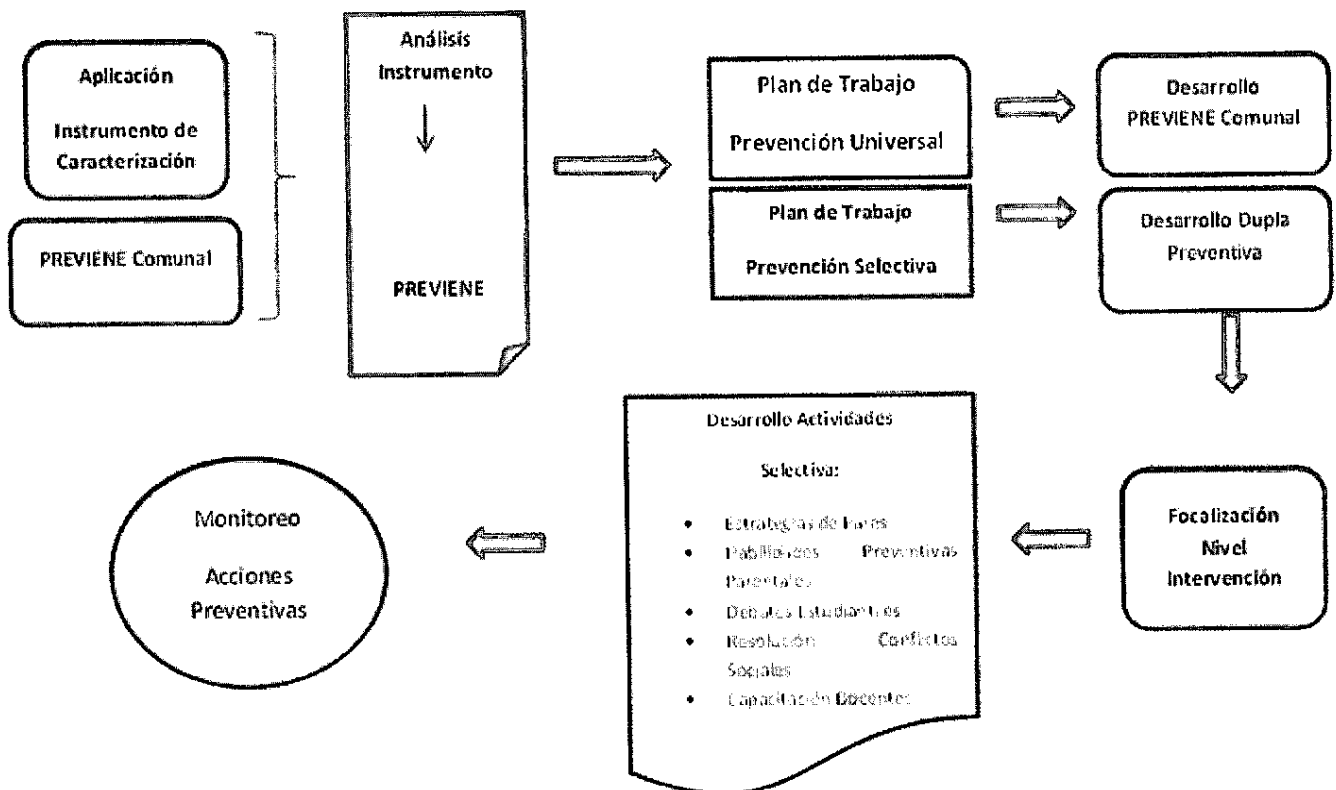 Aplicación
Instrumento de
Caracterización
PREVIENE Comunal
Análisis
Instrumento
PREVIENE
Plan de Trabajo
Prevención Universal
Plan de Trabajo
Prevención Selectiva
Desarrollo
PREVIENE Comunal
Desarrollo Dupla
Preventiva
Focalización
Nivel
Intervención
Desarrollo Actividades
Selectiva:
• Estrategias de Pares
• Habilidades Preventivas
Parentales
• Debates Estudiantiles
• Resolución Conflictos
Sociales
• Capacitación Docentes
Monitoreo
Acciones
Preventivas